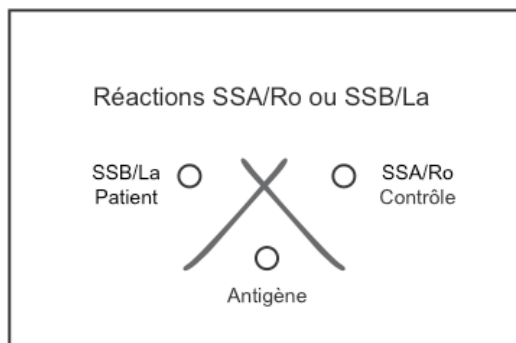 Réactions SSA/Ro ou SSB/La
SSB/La
Patient
SSA/Ro
Contrôle
Antigène